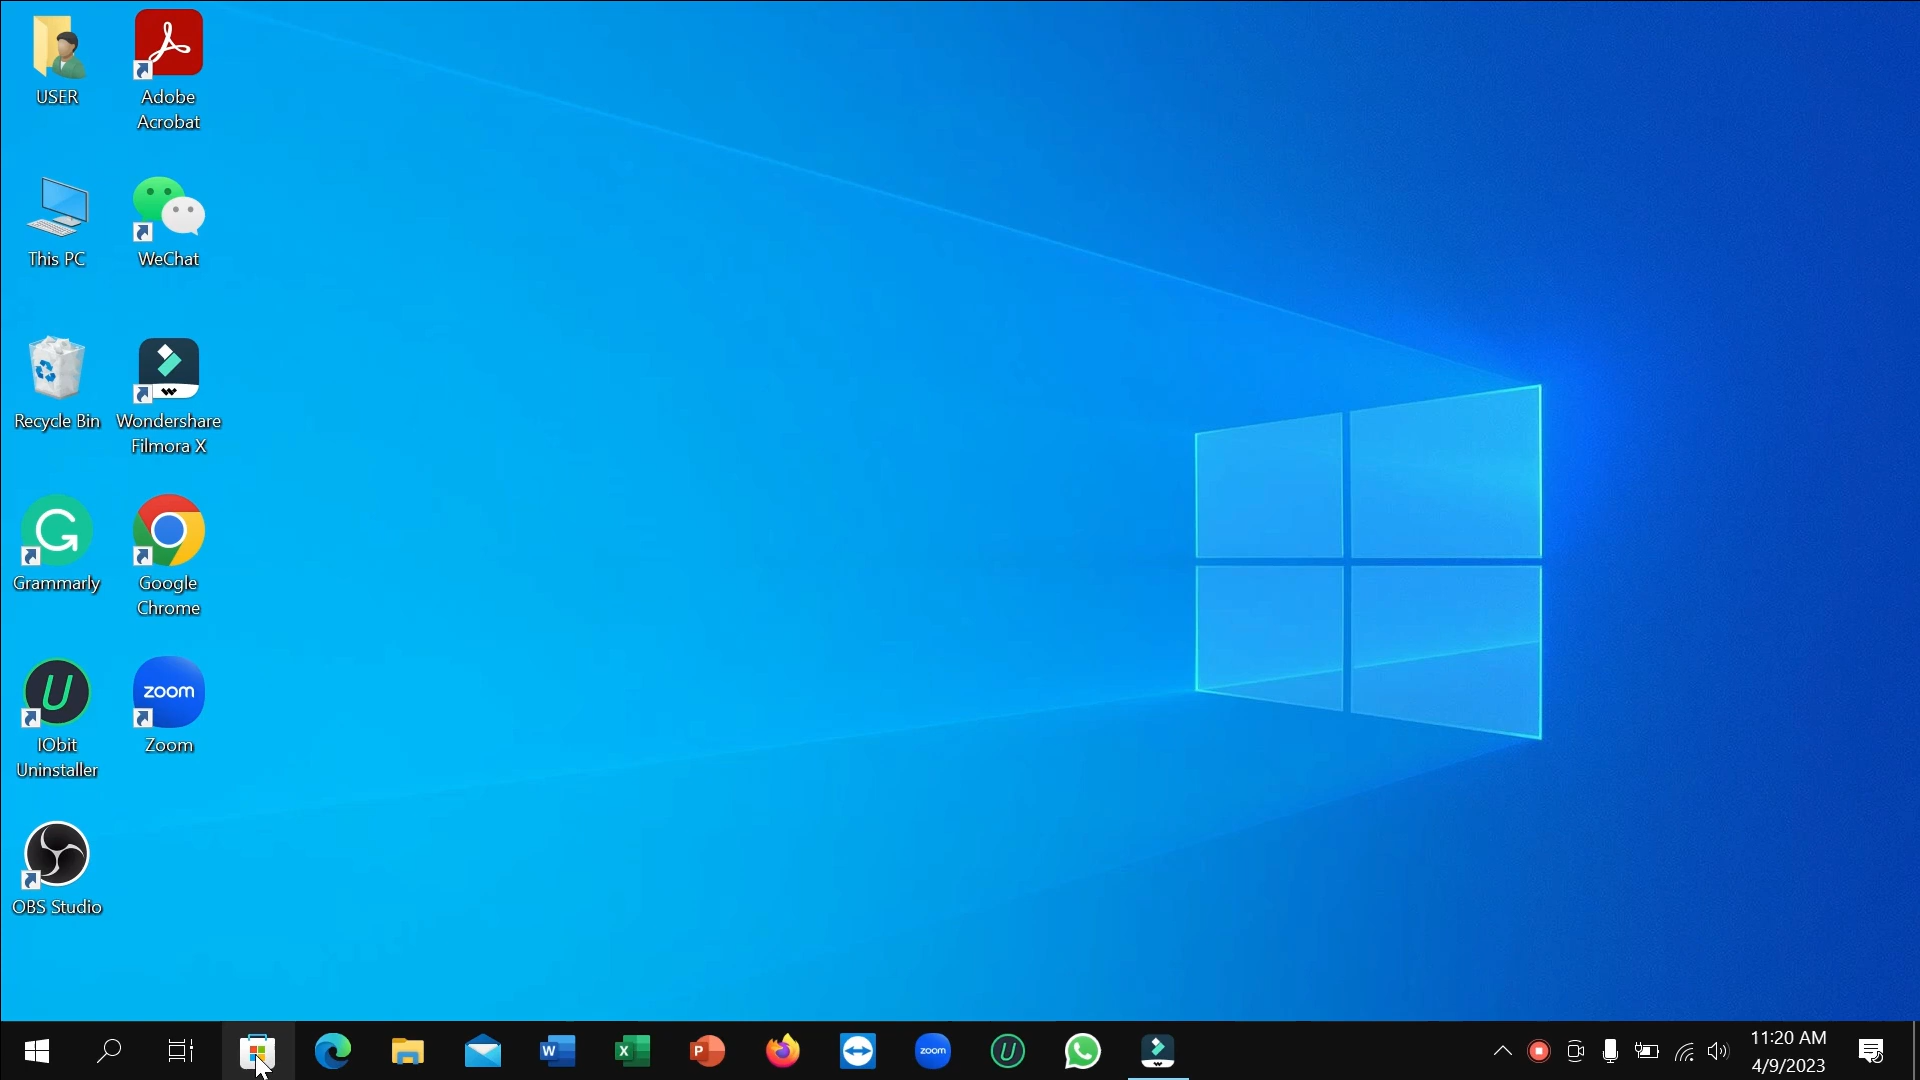 USER
Adobe
Acrobat
This PC
WeChat
Recycle Bin
Wondershare
Filmora X
Grammarly
Google
Chrome
IObit
Uninstaller
zoom
Zoom
OBS Studio
zoom
11:20 AM
4/9/2023